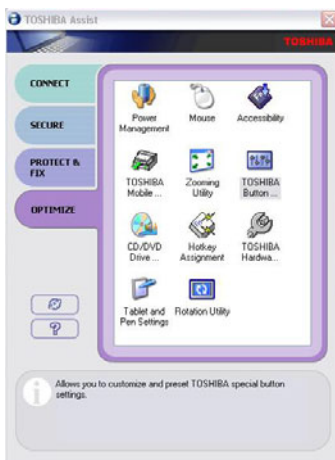 TOSHIBA Assist
TOSHIBA
CONNECT
SECURE
PROTECT &
FIX
OPTIMIZE
Power
Management
Mouse
Accessibility
TOSHIBA
Mobile ...
Zooming
Utility
TOSHIBA
Button ...
CD/DVD
Drive ...
Hotkey
Assignment
TOSHIBA
Hardwa...
Tablet and
Pen Settings
Rotation Utility
Allows you to customize and preset TOSHIBA special button
settings.